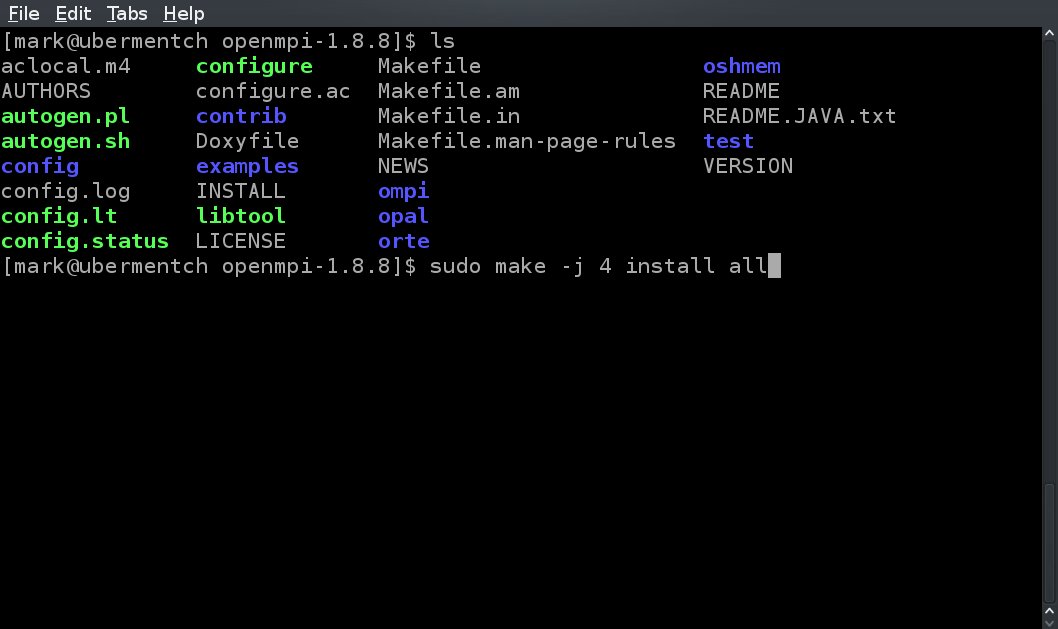 File Edit Tabs Help
[mark@ubermentch openmpi-1.8.8]$ ls
aclocal.m4 configure Makefile oshmem
AUTHORS configure.ac Makefile.am README
autogen.pl contrib Makefile.in README.JAVA.txt
autogen.sh Doxyfile Makefile.man-page-rules test
config examples NEWS VERSION
config.log INSTALL ompi
config.lt libtool opal
config.status LICENSE orte
[mark@ubermentch openmpi-1.8.8]$ sudo make -j 4 install all